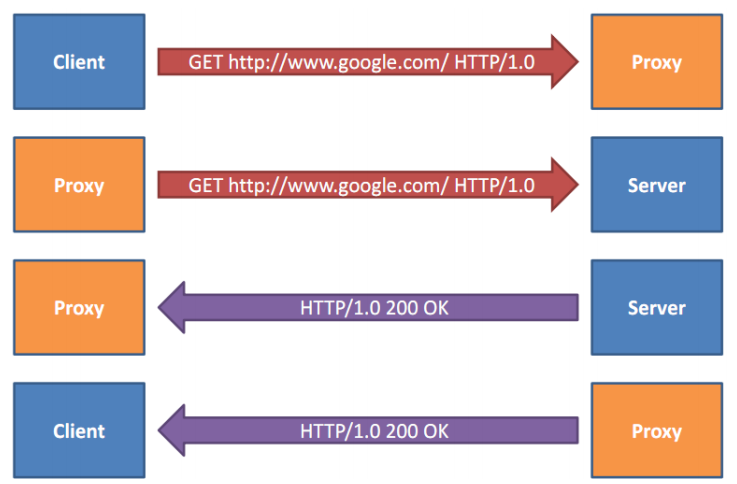 Client GET http://www.google.com/ HTTP/1.0 Proxy
Proxy GET http://www.google.com/ HTTP/1.0 Server
Proxy HTTP/1.0 200 OK Server
Client HTTP/1.0 200 OK Proxy